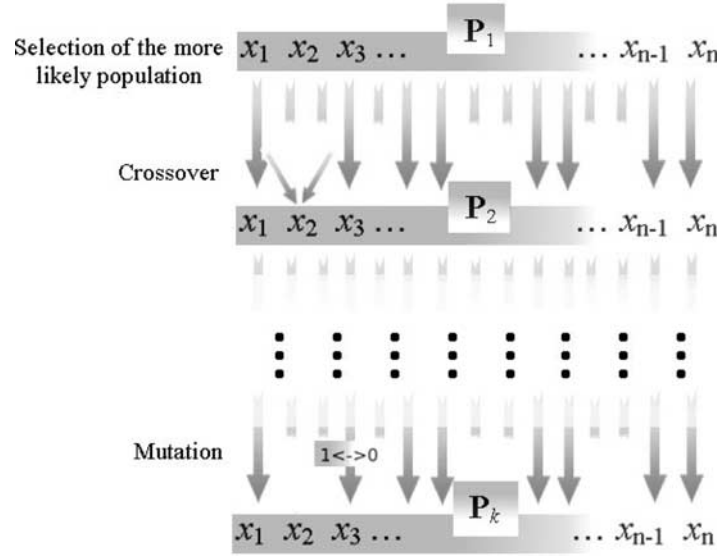 P1
Selection of the more
likely population
x1 x2 x3 ... ... xn-1 xn
Crossover
P2
x1 x2 x3 ... ... xn-1 xn
Mutation
1<->0
Pk
x1 x2 x3 ... ... xn-1 xn